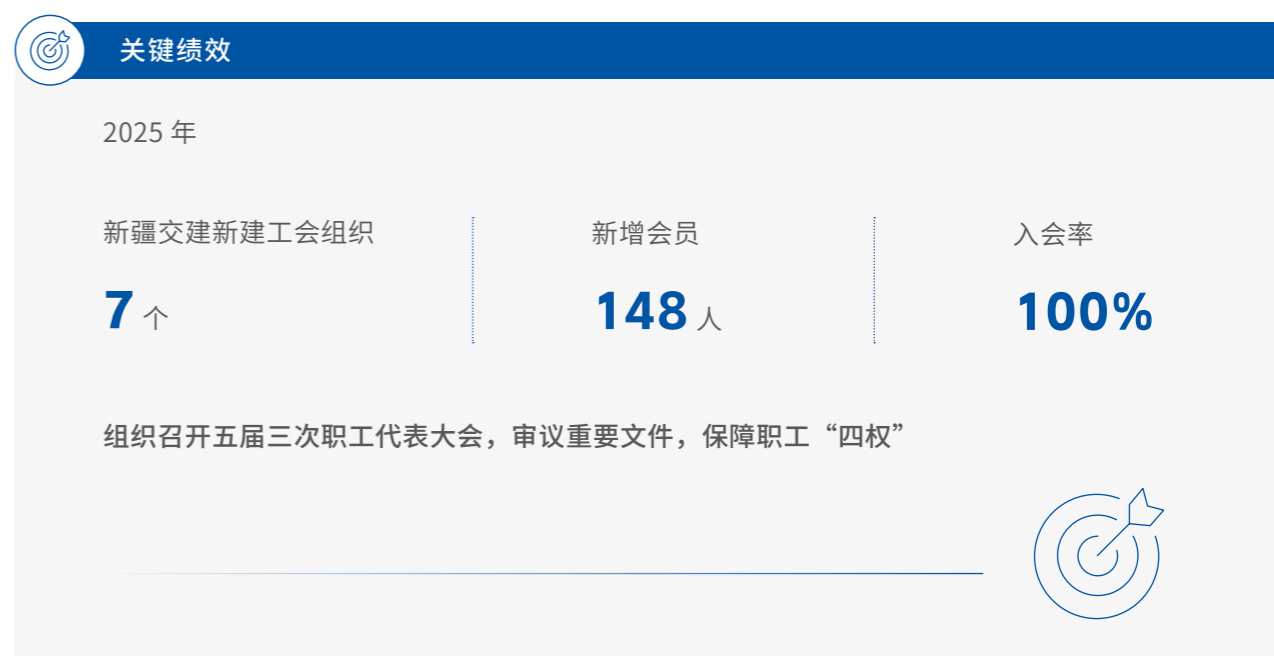 关键绩效
2025 年
新疆交建新建工会组织
7 个
新增会员
148 人
入会率
100%
组织召开五届三次职工代表大会，审议重要文件，保障职工“四权”